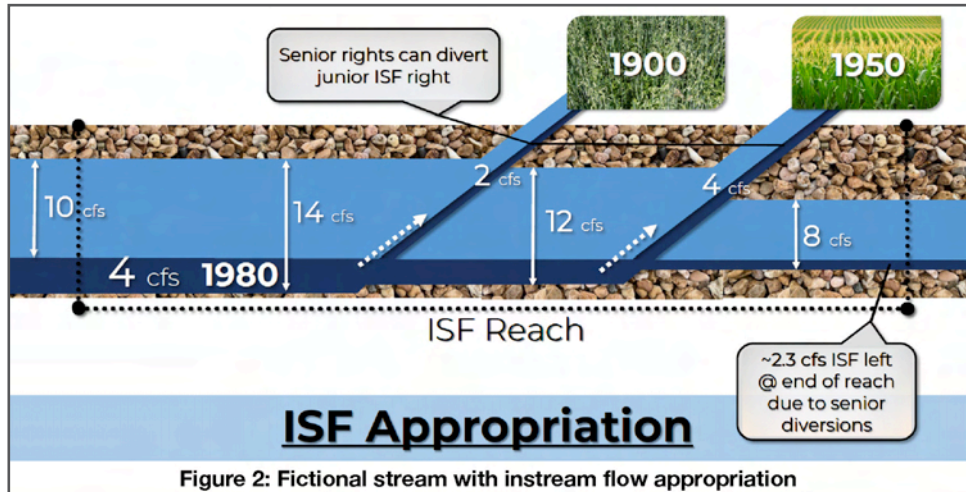 Senior rights can divert
junior ISF right
1900
1950
10 cfs
14 cfs
2 cfs
12 cfs
4 cfs
8 cfs
4 cfs 1980
ISF Reach
~2.3 cfs ISF left
@ end of reach
due to senior
diversions
ISF Appropriation
Figure 2: Fictional stream with instream flow appropriation